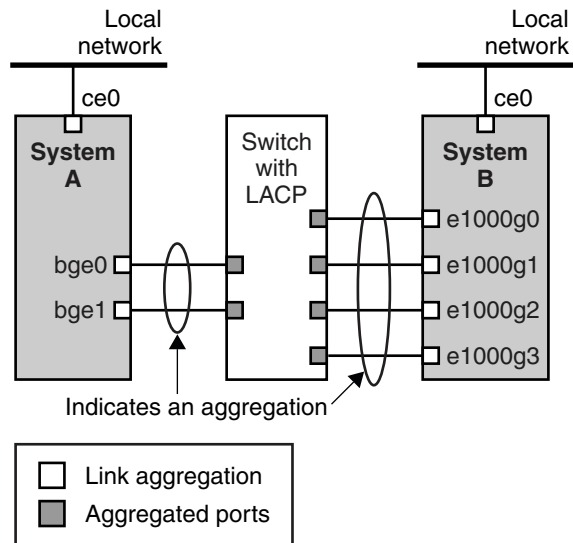 Local
network
Local
network
ce0
ce0
System
A
Switch
with
LACP
System
B
e1000g0
bge0
e1000g1
bge1
e1000g2
e1000g3
Indicates an aggregation
Link aggregation
Aggregated ports